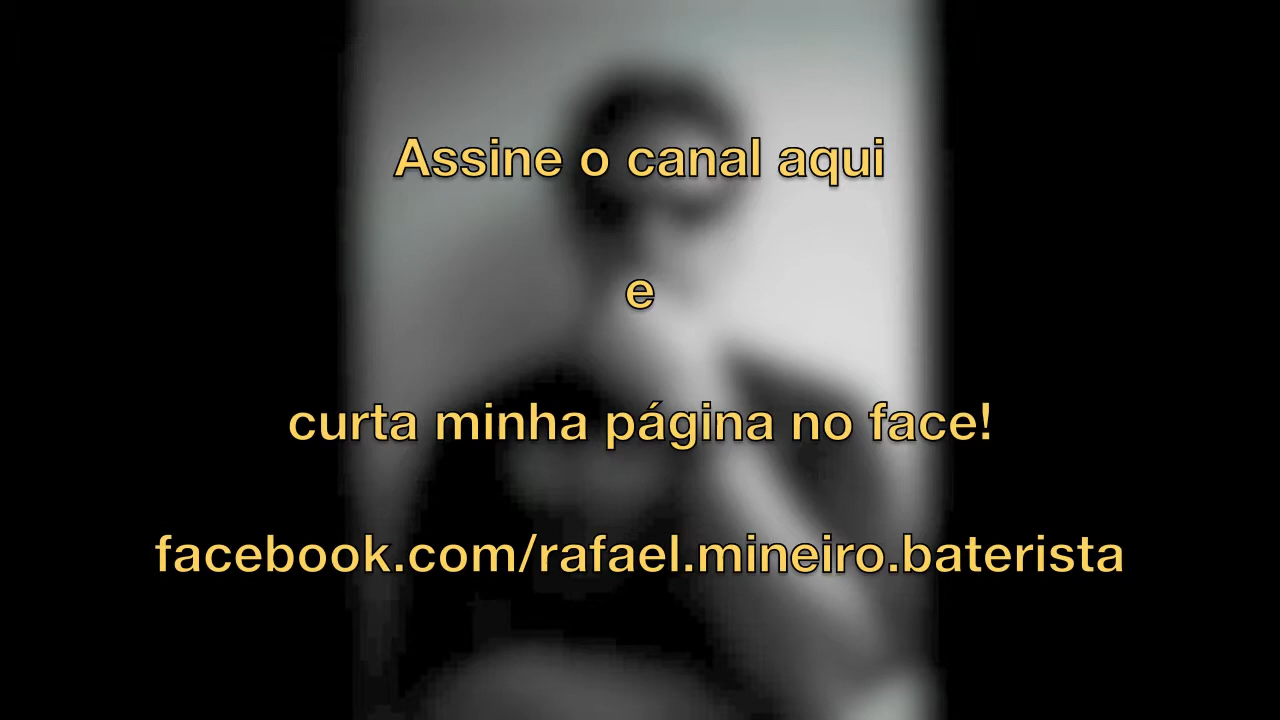 Assine o canal aqui
e
curta minha página no face!
facebook.com/rafael.mineiro.baterista